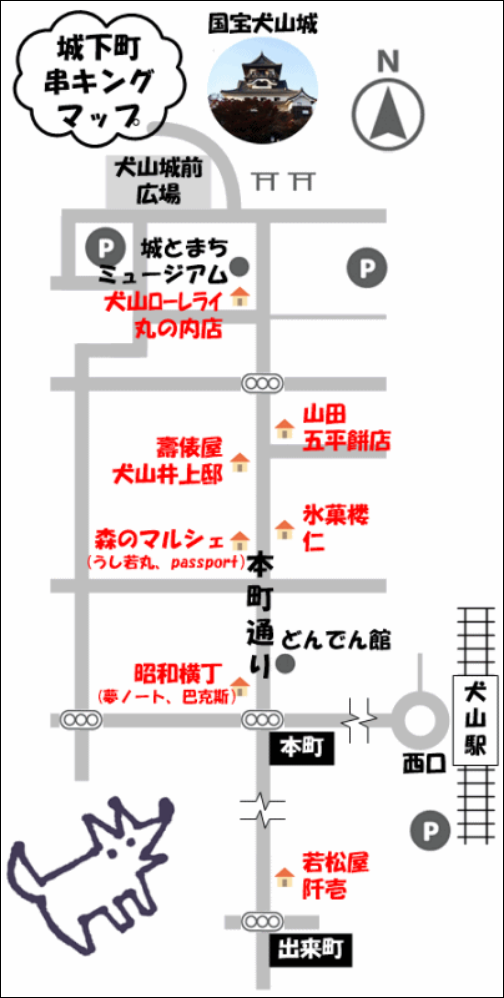 城下町
串キング
マップ
国宝犬山城
N
犬山城前
広場
P
城とまち
ミュージアム
P
犬山ローレライ
丸の内店
山田
五平餅店
壽俵屋
犬山井上邸
氷菓櫻
仁
森のマルシェ
(うし若丸、passport)
本町通り
どんでん館
昭和横丁
(夢ノート、巴克斯)
犬山駅
本町
西口
P
若松屋
阡壱
出来町